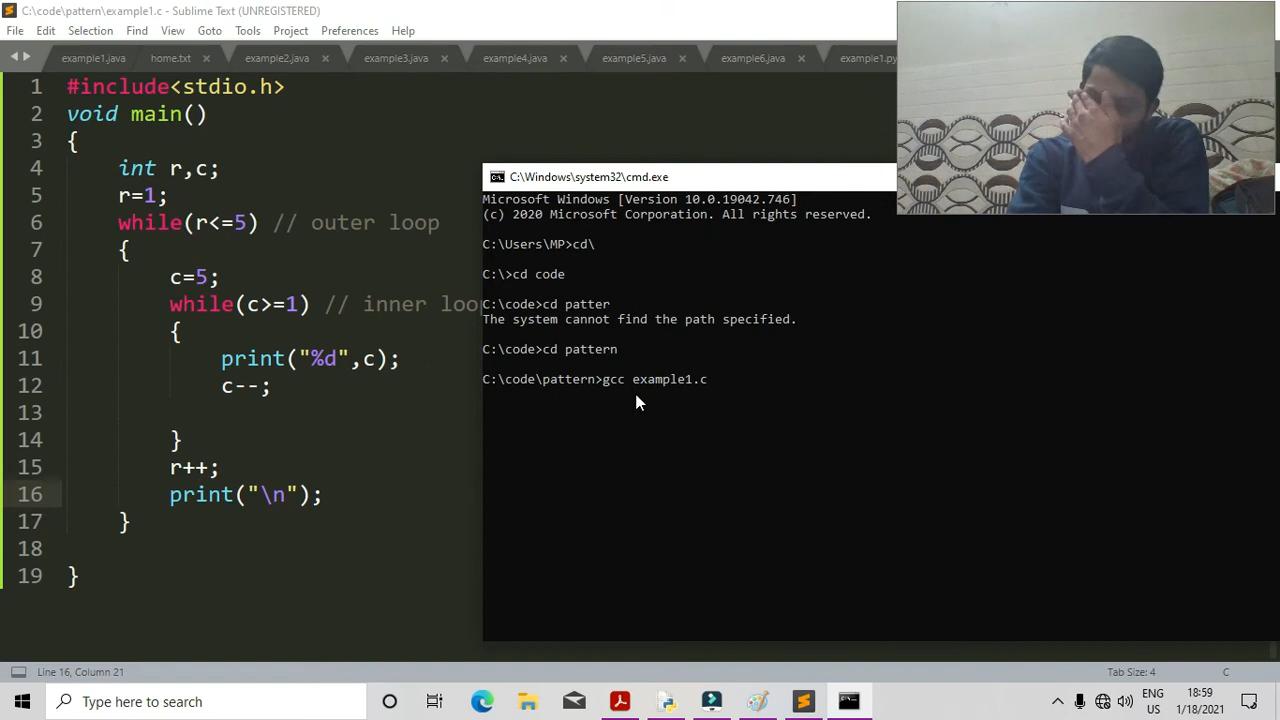 C:\code\pattern\example1.c - Sublime Text (UNREGISTERED)
File Edit Selection Find View Goto Tools Project Preferences Help
example1.java home.txt example2.java example3.java example4.java example5.java example6.java example1.py
1 #include<stdio.h>
2 void main()
3 {
4 int r,c;
5 r=1;
6 while(r<=5) // outer loop
7 {
8 c=5;
9 while(c>=1) // inner loo
10 {
11 print("%d",c);
12 c--;
13
14 }
15 r++;
16 print("\n");
17 }
18
19 }
C:\Windows\system32\cmd.exe
Microsoft Windows [Version 10.0.19042.746]
(c) 2020 Microsoft Corporation. All rights reserved.
C:\Users\MP>cd\
C:\>cd code
C:\code>cd patter
The system cannot find the path specified.
C:\code>cd pattern
C:\code\pattern>gcc example1.c
Line 16, Column 21
Tab Size: 4
C
Type here to search
ENG
US
18:59
1/18/2021